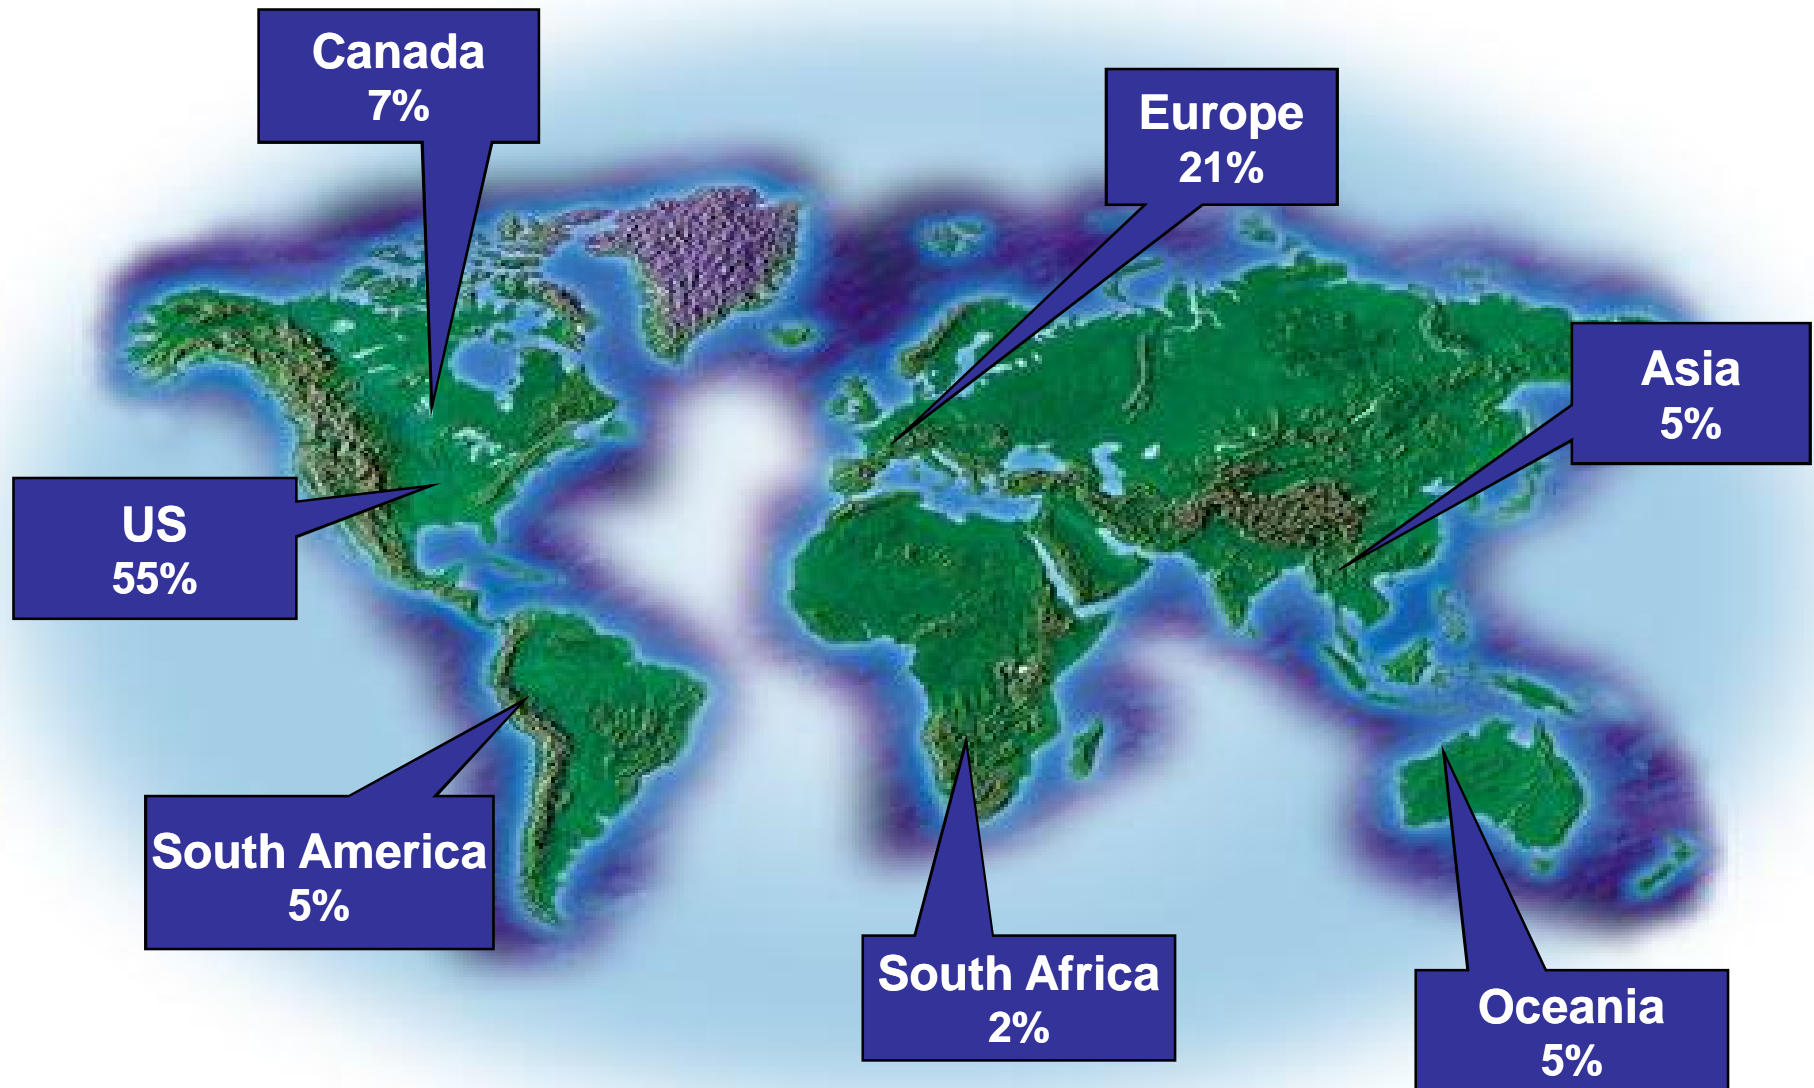 Canada
7%
Europe
21%
Asia
5%
US
55%
South America
5%
South Africa
2%
Oceania
5%